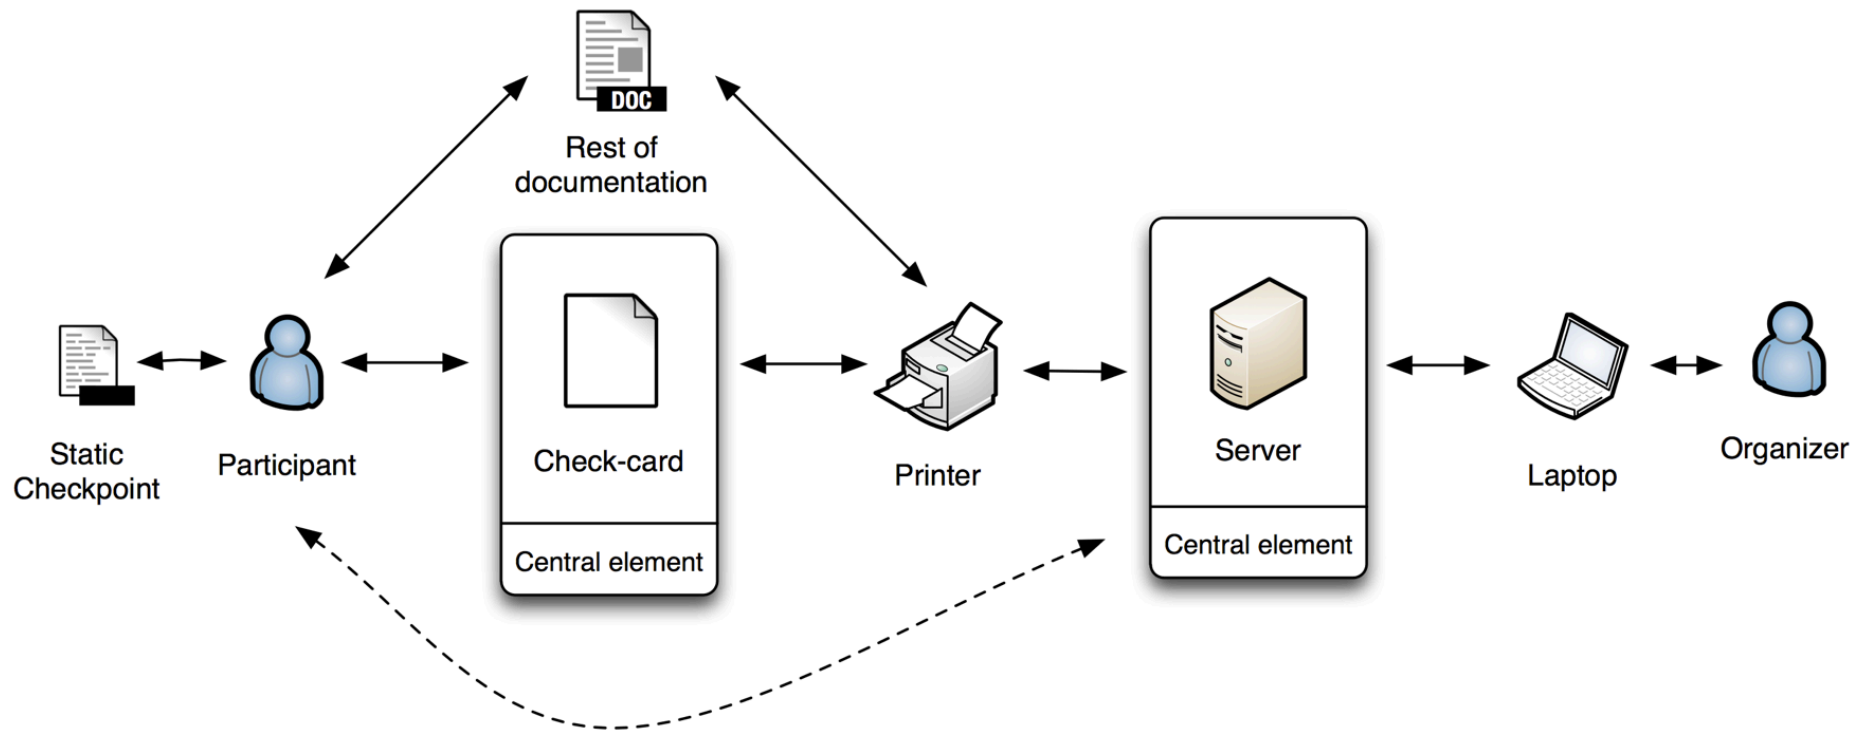 DOC
Rest of
documentation
Static
Checkpoint
Participant
Check-card
Central element
Printer
Server
Central element
Laptop
Organizer